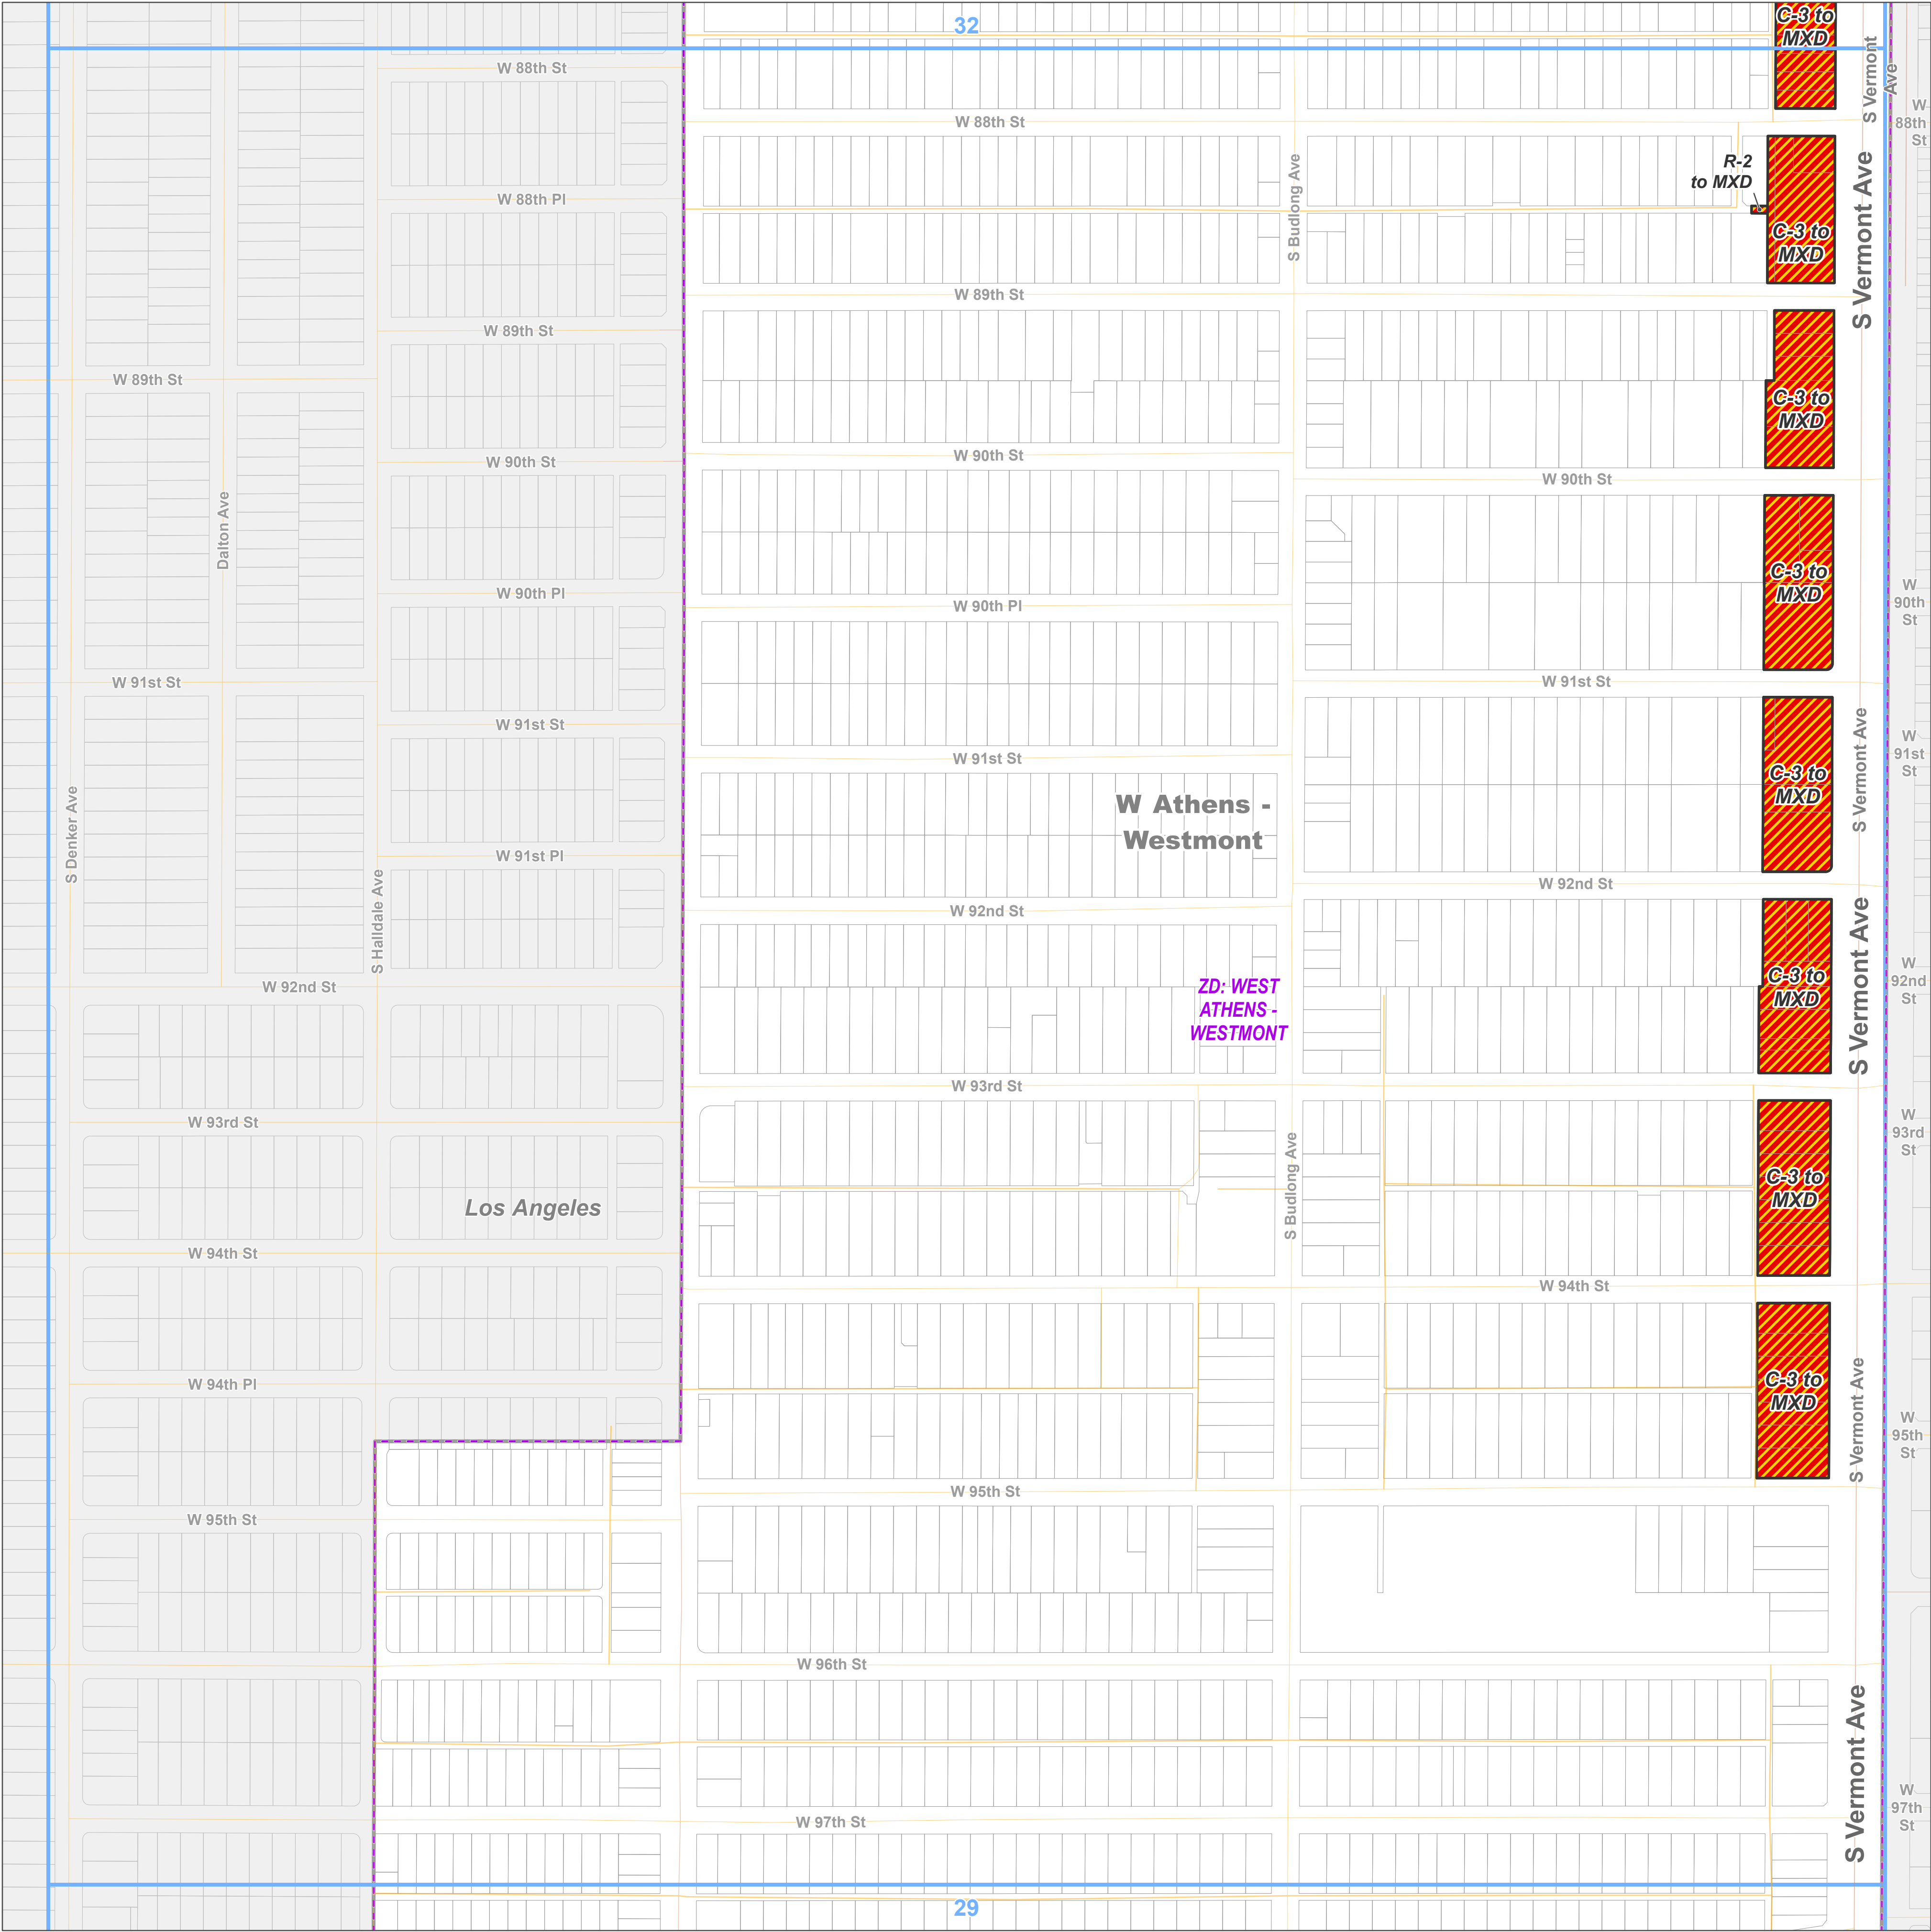 32
C-3 to
MXD
S Vermont
Ave
W 88th St
W 88th St
W
88th
St
R-2
to MXD
S Budlong Ave
S Vermont Ave
W 88th Pl
C-3 to
MXD
W 89th St
W 89th St
W 89th St
C-3 to
MXD
W 90th St
W 90th St
W 90th St
Dalton Ave
C-3 to
MXD
W 90th Pl
W 90th Pl
W
90th
St
W 91st St
W 91st St
W 91st St
W 91st St
W
91st
St
C-3 to
MXD
S Vermont Ave
W Athens -
Westmont
S Denker Ave
W 91st Pl
W 92nd St
S Halldale Ave
W 92nd St
W 92nd St
C-3 to
MXD
S Vermont Ave
W
92nd
St
ZD: WEST
ATHENS -
WESTMONT
W 93rd St
W 93rd St
W
93rd
St
S Budlong Ave
C-3 to
MXD
Los Angeles
W 94th St
W 94th St
W 94th Pl
C-3 to
MXD
S Vermont Ave
W
95th
St
W 95th St
W 95th St
W 96th St
S Vermont Ave
W 97th St
W
97th
St
29